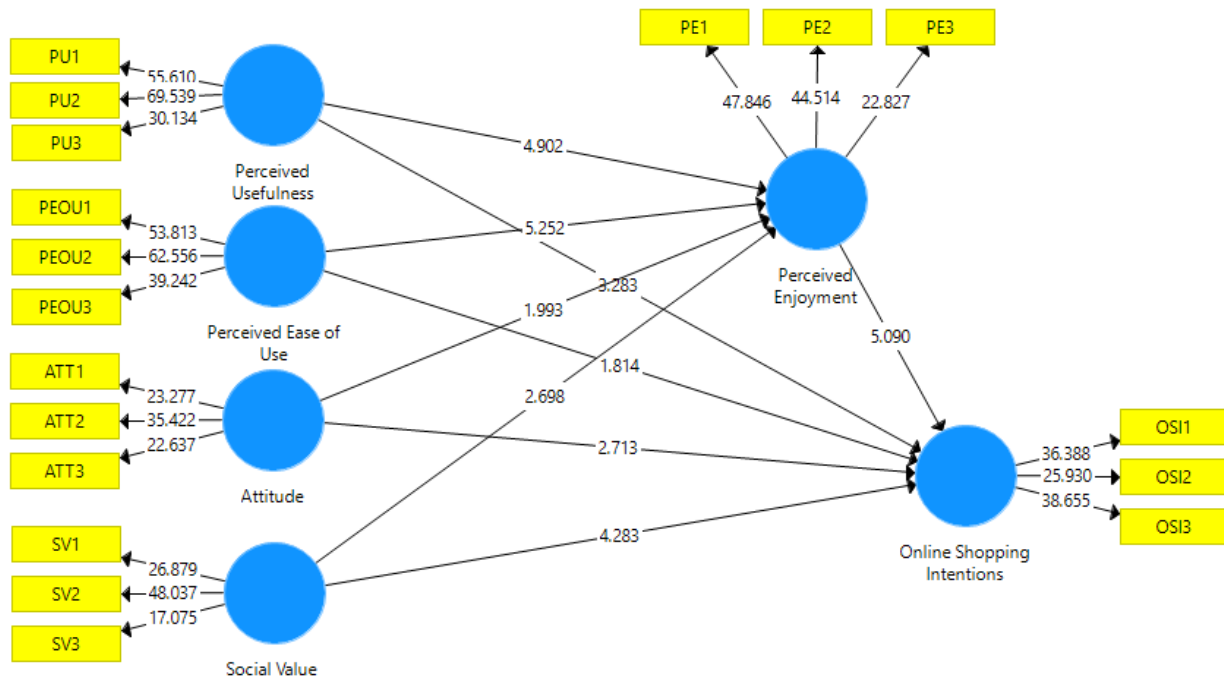 PE1
PE2
PE3
PU1
55.610
PU2
69.539
PU3
30.134
47.846
44.514
22.827
4.902
Perceived
Usefulness
PEOU1
53.813
PEOU2
62.556
PEOU3
39.242
5.252
Perceived
Enjoyment
3.283
1.993
Perceived Ease of
Use
5.090
ATT1
23.277
ATT2
35.422
ATT3
22.637
1.814
2.698
2.713
Attitude
OSI1
36.388
OSI2
25.930
OSI3
38.655
SV1
26.879
SV2
48.037
SV3
17.075
4.283
Online Shopping
Intentions
Social Value